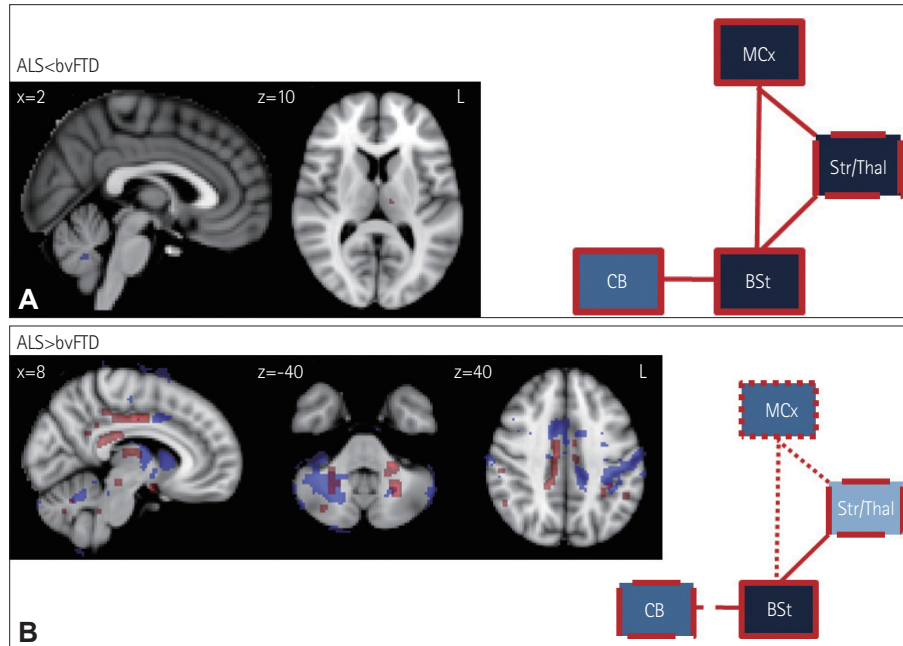 ALS<bvFTD
x=2
z=10
L
MCx
Str/Thal
CB
BSt
A
ALS>bvFTD
x=8
z=-40
z=40
L
MCx
Str/Thal
CB
BSt
B